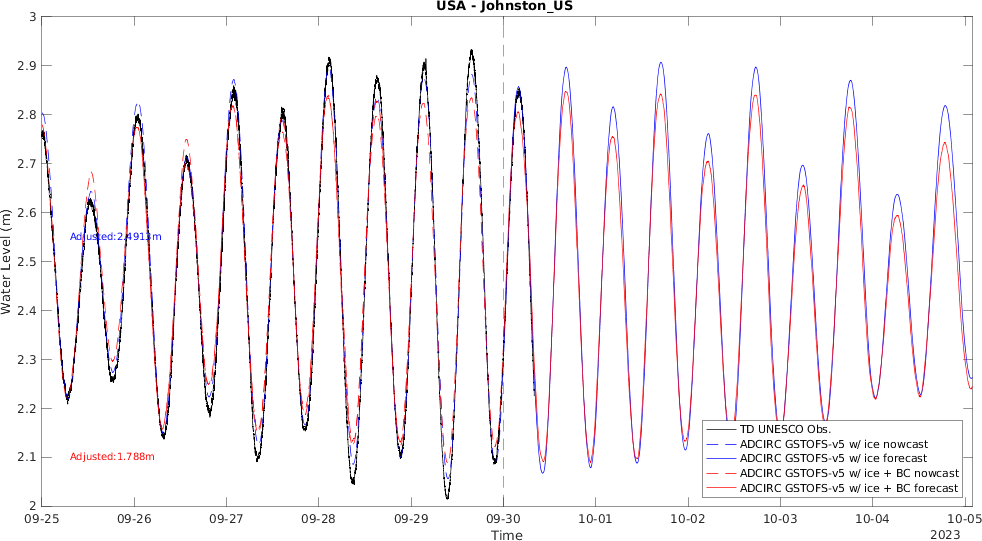 USA - Johnston_US
3
2.9
2.8
2.7
2.6
2.5
2.4
2.3
2.2
2.1
2
Water Level (m)
Adjusted:2.4913m
Adjusted:1.788m
TD UNESCO Obs.
ADCIRC GSTOFS-v5 w/ ice nowcast
ADCIRC GSTOFS-v5 w/ ice forecast
ADCIRC GSTOFS-v5 w/ ice + BC nowcast
ADCIRC GSTOFS-v5 w/ ice + BC forecast
09-25 09-26 09-27 09-28 09-29 09-30 10-01 10-02 10-03 10-04 10-05
Time
2023